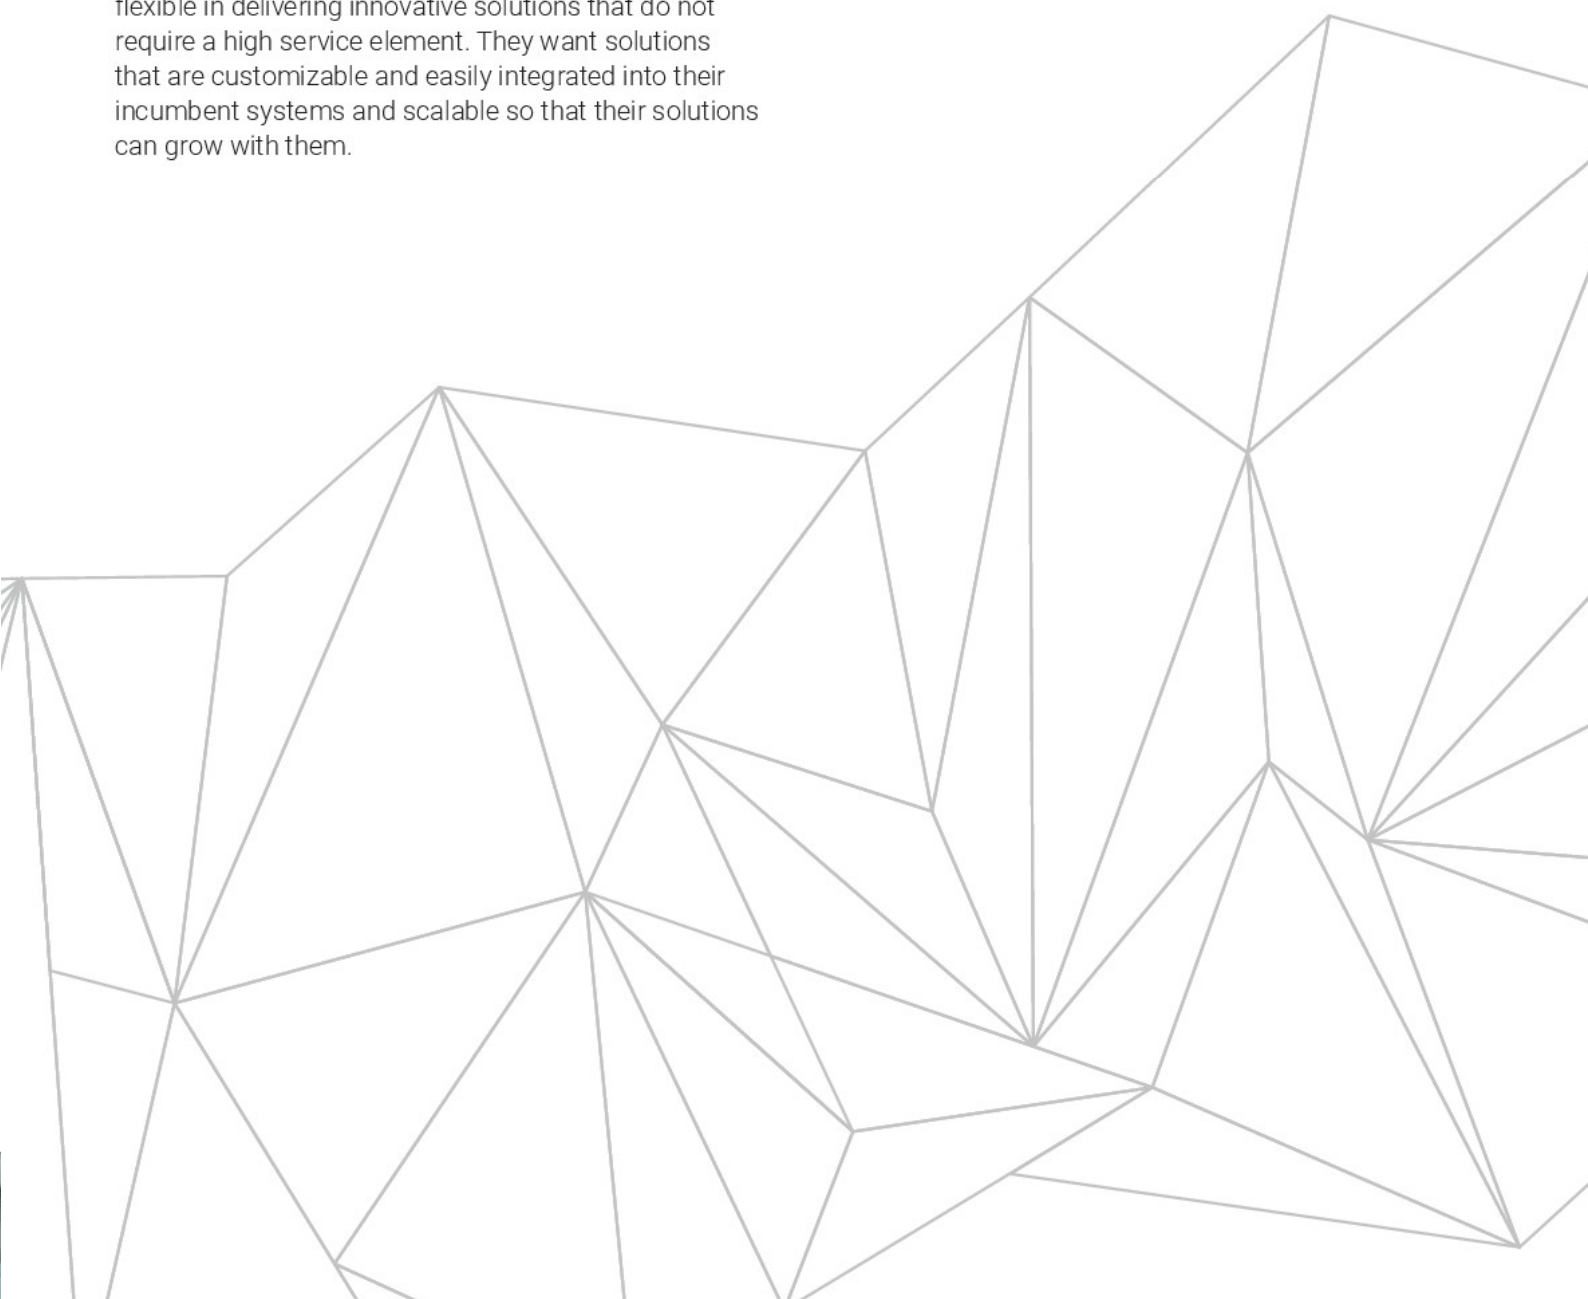 flexible in delivering innovative solutions that do not
require a high service element. They want solutions
that are customizable and easily integrated into their
incumbent systems and scalable so that their solutions
can grow with them.